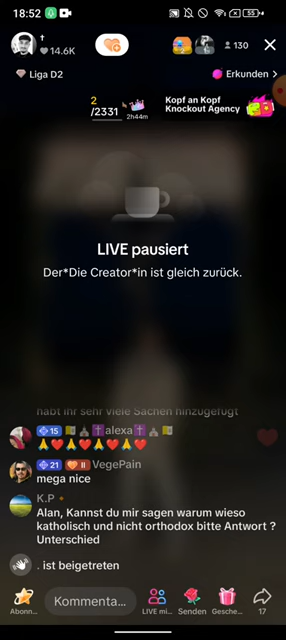 18:52
55
†
14.6K
130
Liga D2
Erkunden >
2
/2331
2h44m
Kopf an Kopf
Knockout Agency
LIVE pausiert
Der*Die Creator*in ist gleich zurück.
habt ihr sehr viele Sachen hinzugefügt
15 alexa
🙏❤️🙏❤️🙏❤️🙏❤️
21 II VegePain
mega nice
K.P
Alan, Kannst du mir sagen warum wieso
katholisch und nicht orthodox bitte Antwort ?
Unterschied
. ist beigetreten
Kommenta...
Abonn...
LIVE mi...
Senden
Gesche...
17